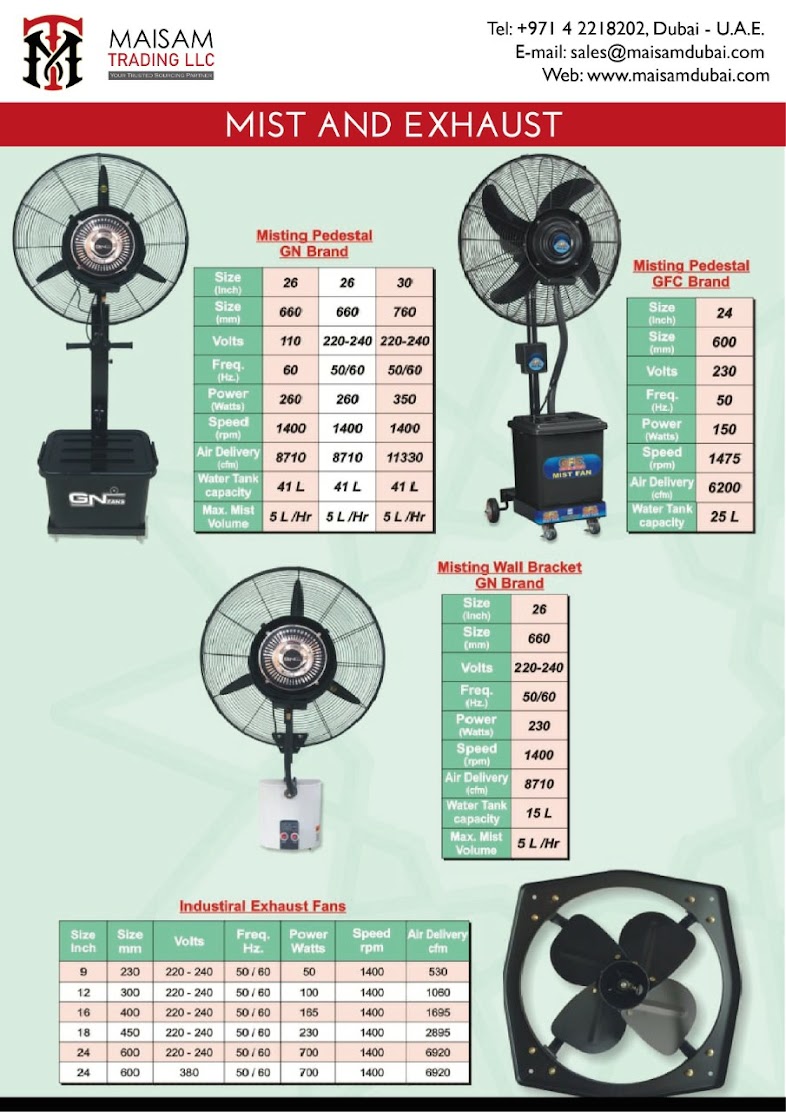 MAISAM
TRADING LLC
YOUR TRUSTED SOURCING PARTNER
Tel: +971 4 2218202, Dubai - U.A.E.
E-mail: sales@maisamdubai.com
Web: www.maisamdubai.com
MIST AND EXHAUST
Misting Pedestal
GN Brand
Size (Inch) 26 26 30
Size (mm) 660 660 760
Volts 110 220-240 220-240
Freq. (Hz.) 60 50/60 50/60
Power (Watts) 260 260 350
Speed (rpm) 1400 1400 1400
Air Delivery (cfm) 8710 8710 11330
Water Tank capacity 41 L 41 L 41 L
Max. Mist Volume 5 L /Hr 5 L /Hr 5 L /Hr
GN FANS
Misting Pedestal
GFC Brand
Size (Inch) 24
Size (mm) 600
Volts 230
Freq. (Hz.) 50
Power (Watts) 150
Speed (rpm) 1475
Air Delivery (cfm) 6200
Water Tank capacity 25 L
MIST FAN
Misting Wall Bracket
GN Brand
Size (Inch) 26
Size (mm) 660
Volts 220-240
Freq. (Hz.) 50/60
Power (Watts) 230
Speed (rpm) 1400
Air Delivery (cfm) 8710
Water Tank capacity 15 L
Max. Mist Volume 5 L /Hr
Industiral Exhaust Fans
Size Inch Size mm Volts Freq. Hz. Power Watts Speed rpm Air Delivery cfm
9 230 220 - 240 50 / 60 50 1400 530
12 300 220 - 240 50 / 60 100 1400 1060
16 400 220 - 240 50 / 60 165 1400 1695
18 450 220 - 240 50 / 60 230 1400 2895
24 600 220 - 240 50 / 60 700 1400 6920
24 600 380 50 / 60 700 1400 6920